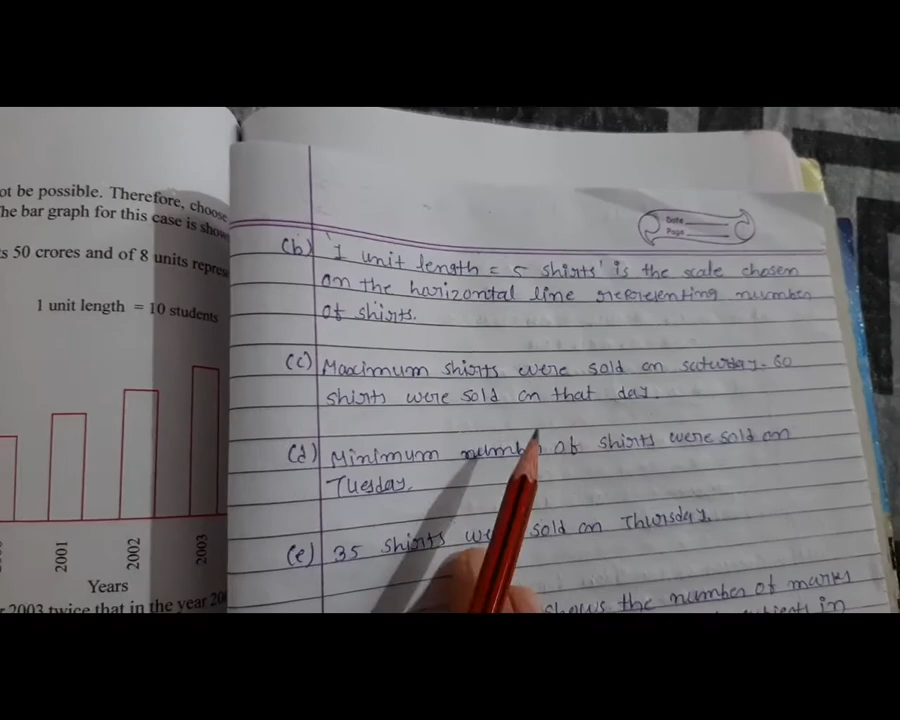 ot be possible. Therefore, choose
he bar graph for this case is show
s 50 crores and of 8 units repres
1 unit length = 10 students
2001
2002
2003
Years
r 2003 twice that in the year 20
Date
Page
(b) '1 unit length = 5 shirts' is the scale chosen
on the horizontal line representing number
of shirts.
(c) Maximum shirts were sold on saturday. 60
shirts were sold on that day.
(d) Minimum number of shirts were sold on
Tuesday.
(e) 35 shirts we sold on Thursday.
shows the number of marks
in